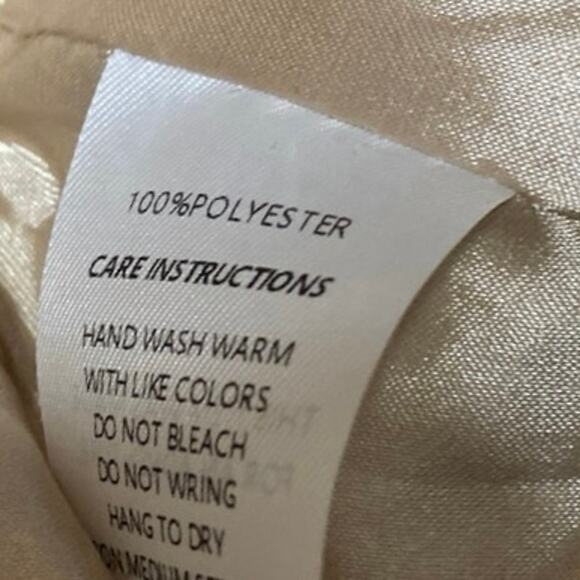 100%POLYESTER
CARE INSTRUCTIONS
HAND WASH WARM
WITH LIKE COLORS
DO NOT BLEACH
DO NOT WRING
HANG TO DRY
MEDIUM